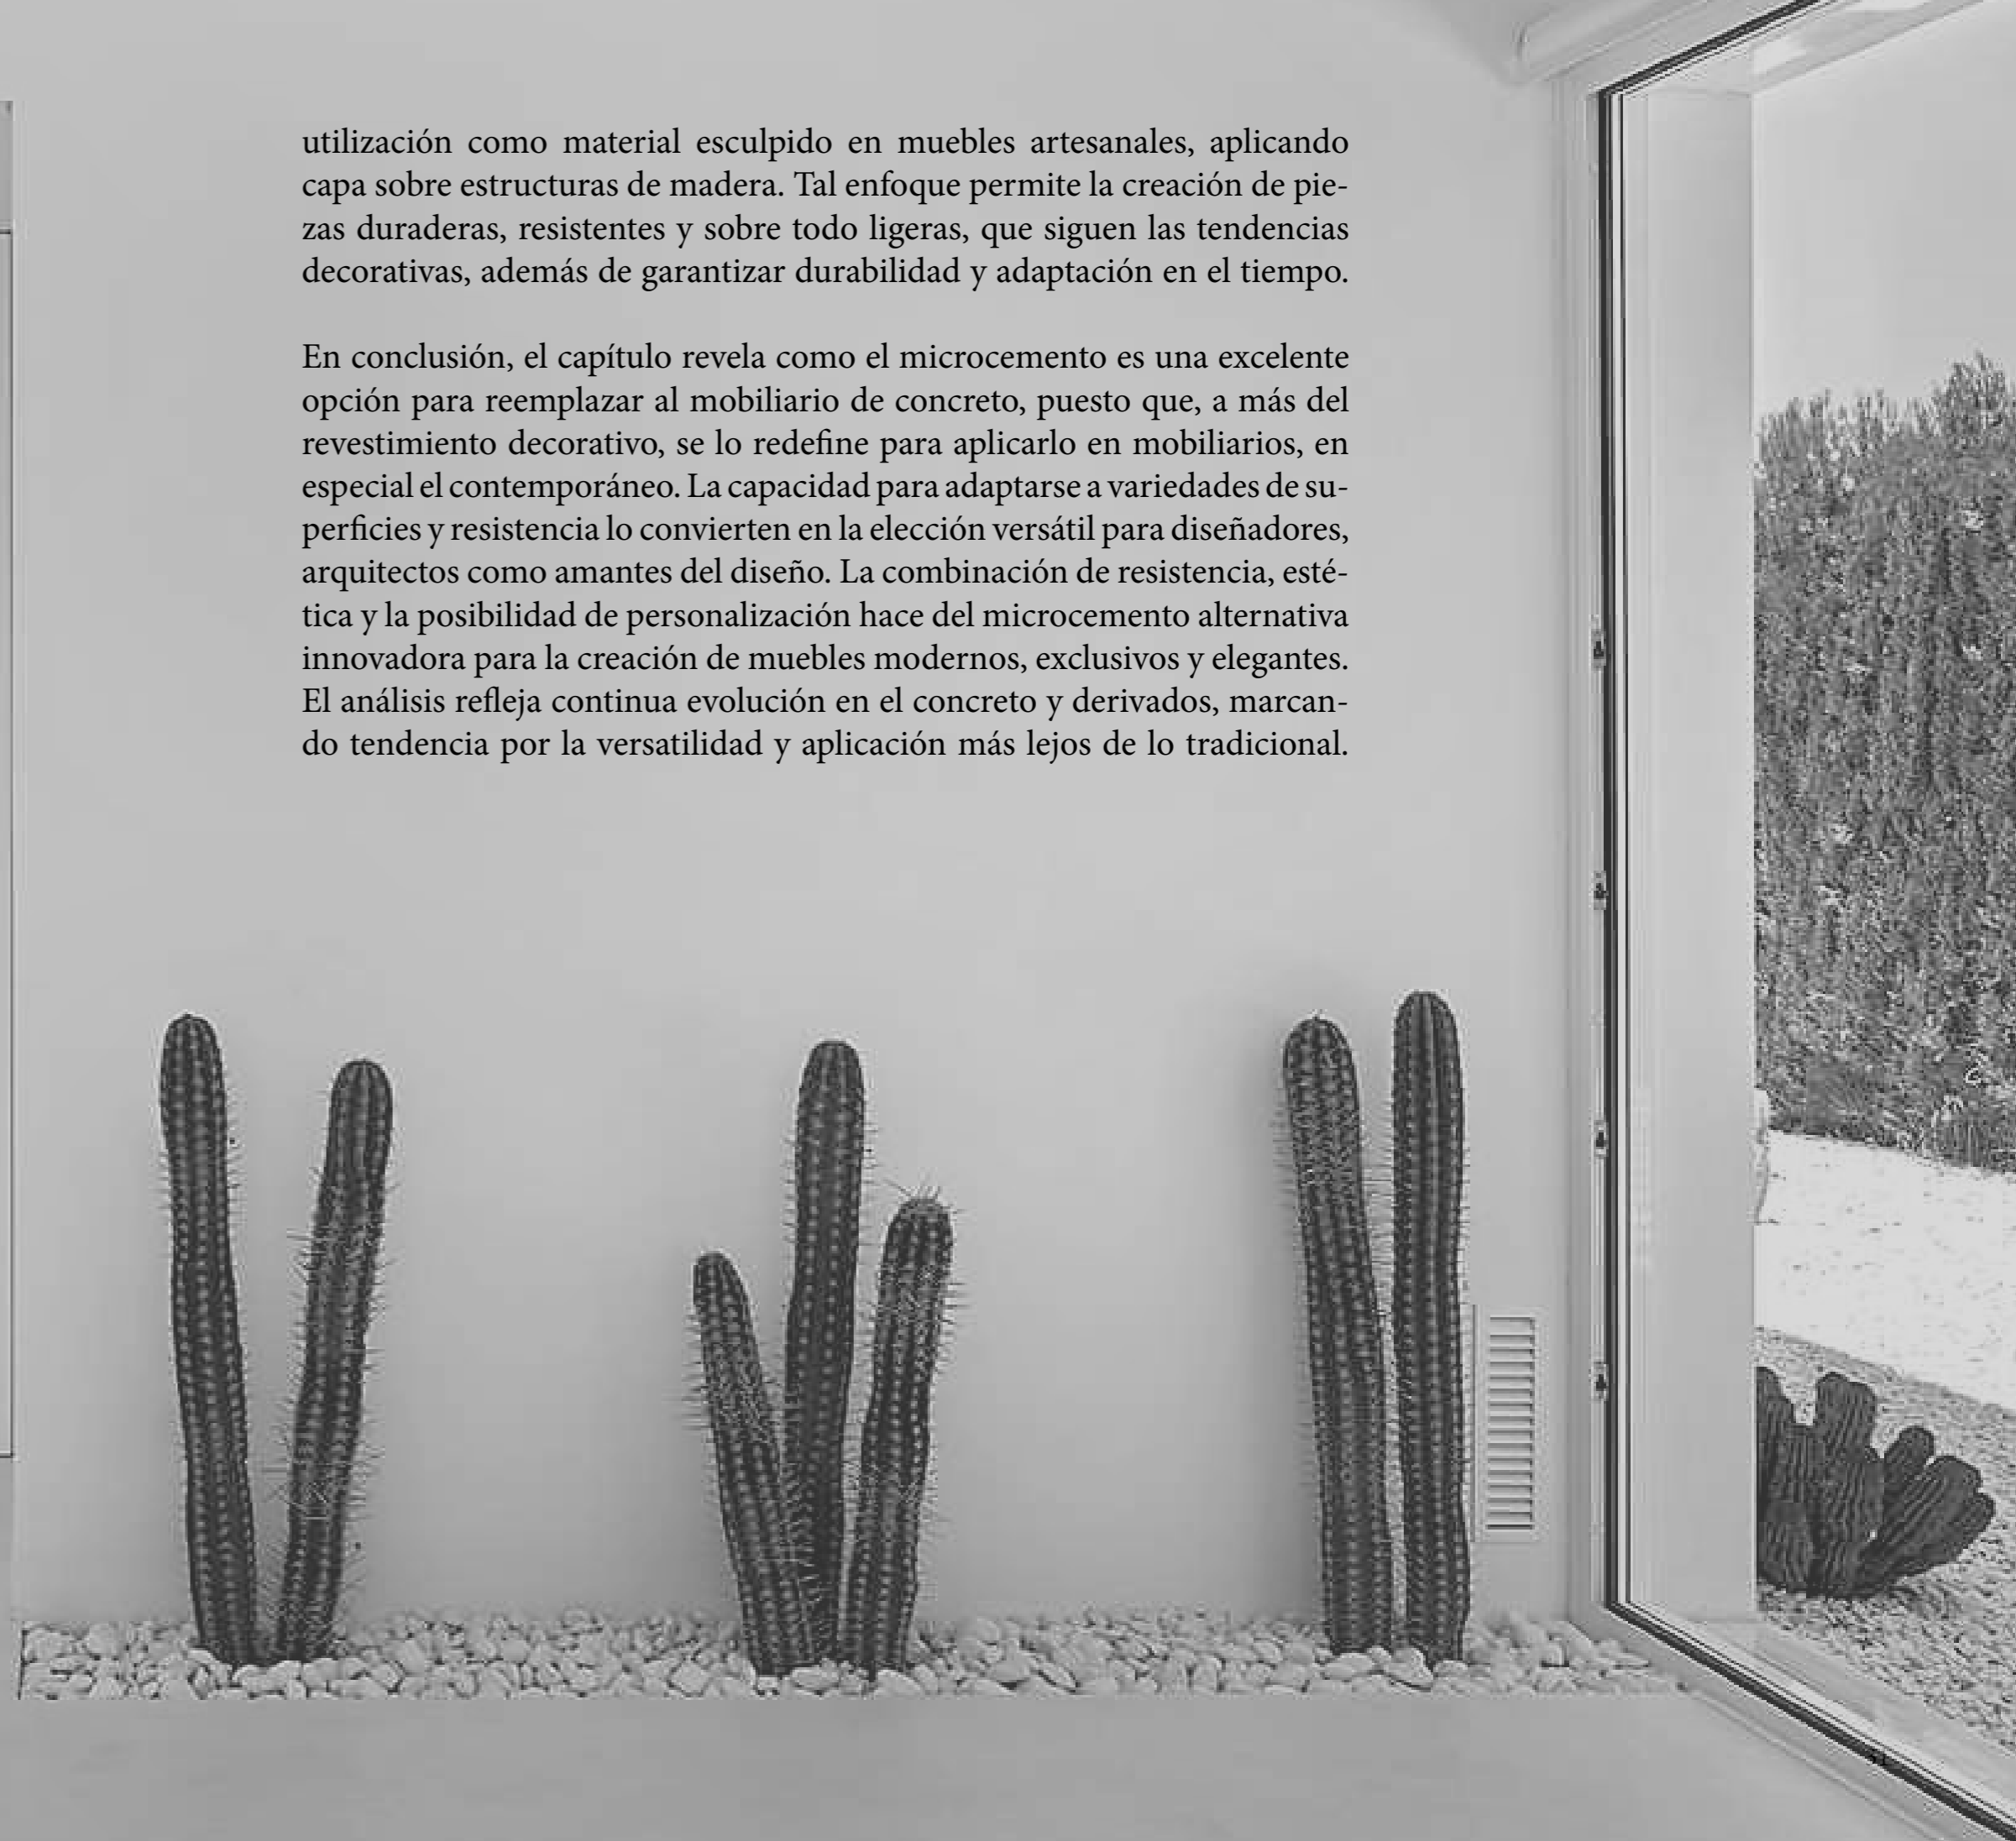 utilización como material esculpido en muebles artesanales, aplicando
capa sobre estructuras de madera. Tal enfoque permite la creación de pie-
zas duraderas, resistentes y sobre todo ligeras, que siguen las tendencias
decorativas, además de garantizar durabilidad y adaptación en el tiempo.
En conclusión, el capítulo revela como el microcemento es una excelente
opción para reemplazar al mobiliario de concreto, puesto que, a más del
revestimiento decorativo, se lo redefine para aplicarlo en mobiliarios, en
especial el contemporáneo. La capacidad para adaptarse a variedades de su-
perficies y resistencia lo convierten en la elección versátil para diseñadores,
arquitectos como amantes del diseño. La combinación de resistencia, esté-
tica y la posibilidad de personalización hace del microcemento alternativa
innovadora para la creación de muebles modernos, exclusivos y elegantes.
El análisis refleja continua evolución en el concreto y derivados, marcan-
do tendencia por la versatilidad y aplicación más lejos de lo tradicional.